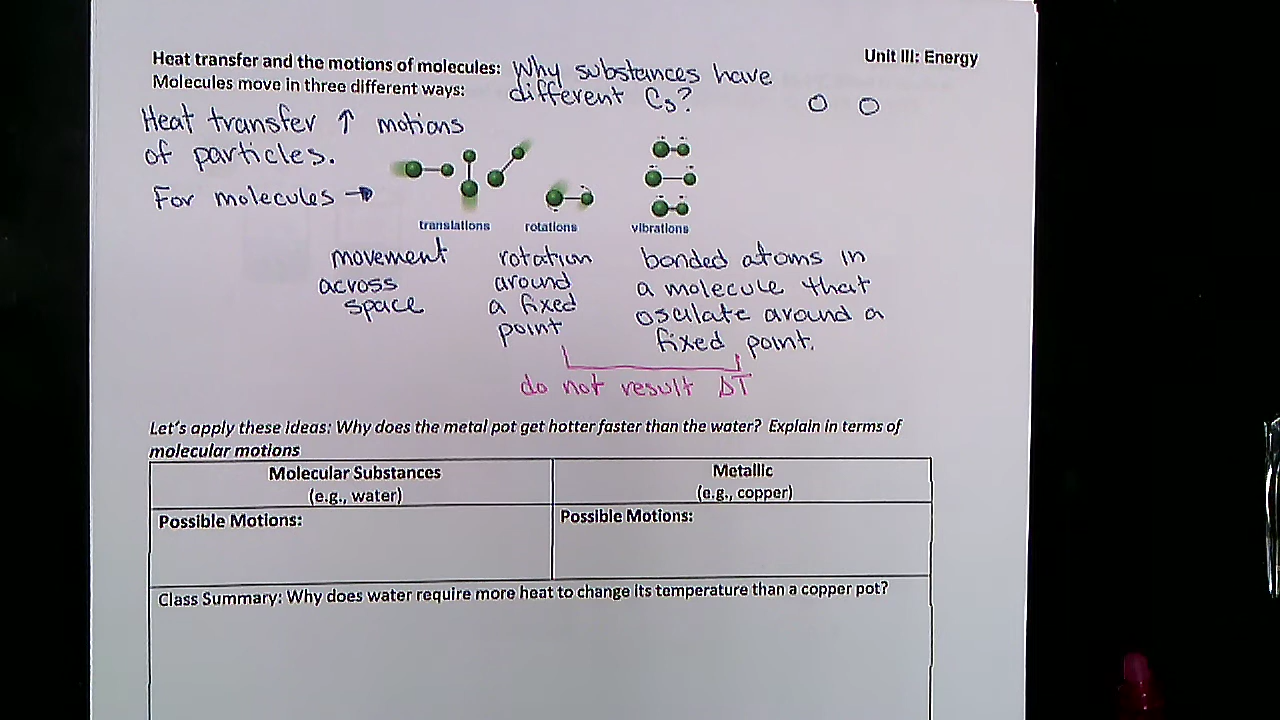 Heat transfer and the motions of molecules: Why substances have
Unit III: Energy
Molecules move in three different ways: different Cs?
Heat transfer ↑ motions
of particles.
For molecules →
translations rotations vibrations
movement
across
space
rotation
around
a fixed
point
bonded atoms in
a molecule that
osculate around a
fixed point.
do not result ΔT
Let's apply these ideas: Why does the metal pot get hotter faster than the water? Explain in terms of
molecular motions
Molecular Substances
(e.g., water)
Metallic
(e.g., copper)
Possible Motions:
Possible Motions:
Class Summary: Why does water require more heat to change its temperature than a copper pot?